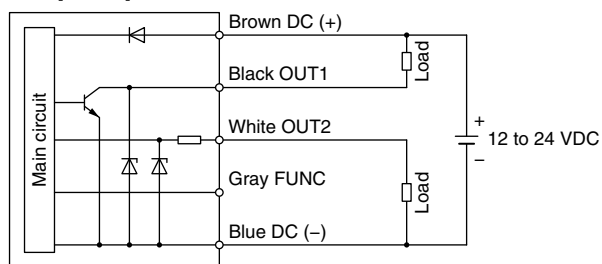 Brown DC (+)
Load
Black OUT1
Main circuit
White OUT2
+
12 to 24 VDC
−
Gray FUNC
Load
Blue DC (−)